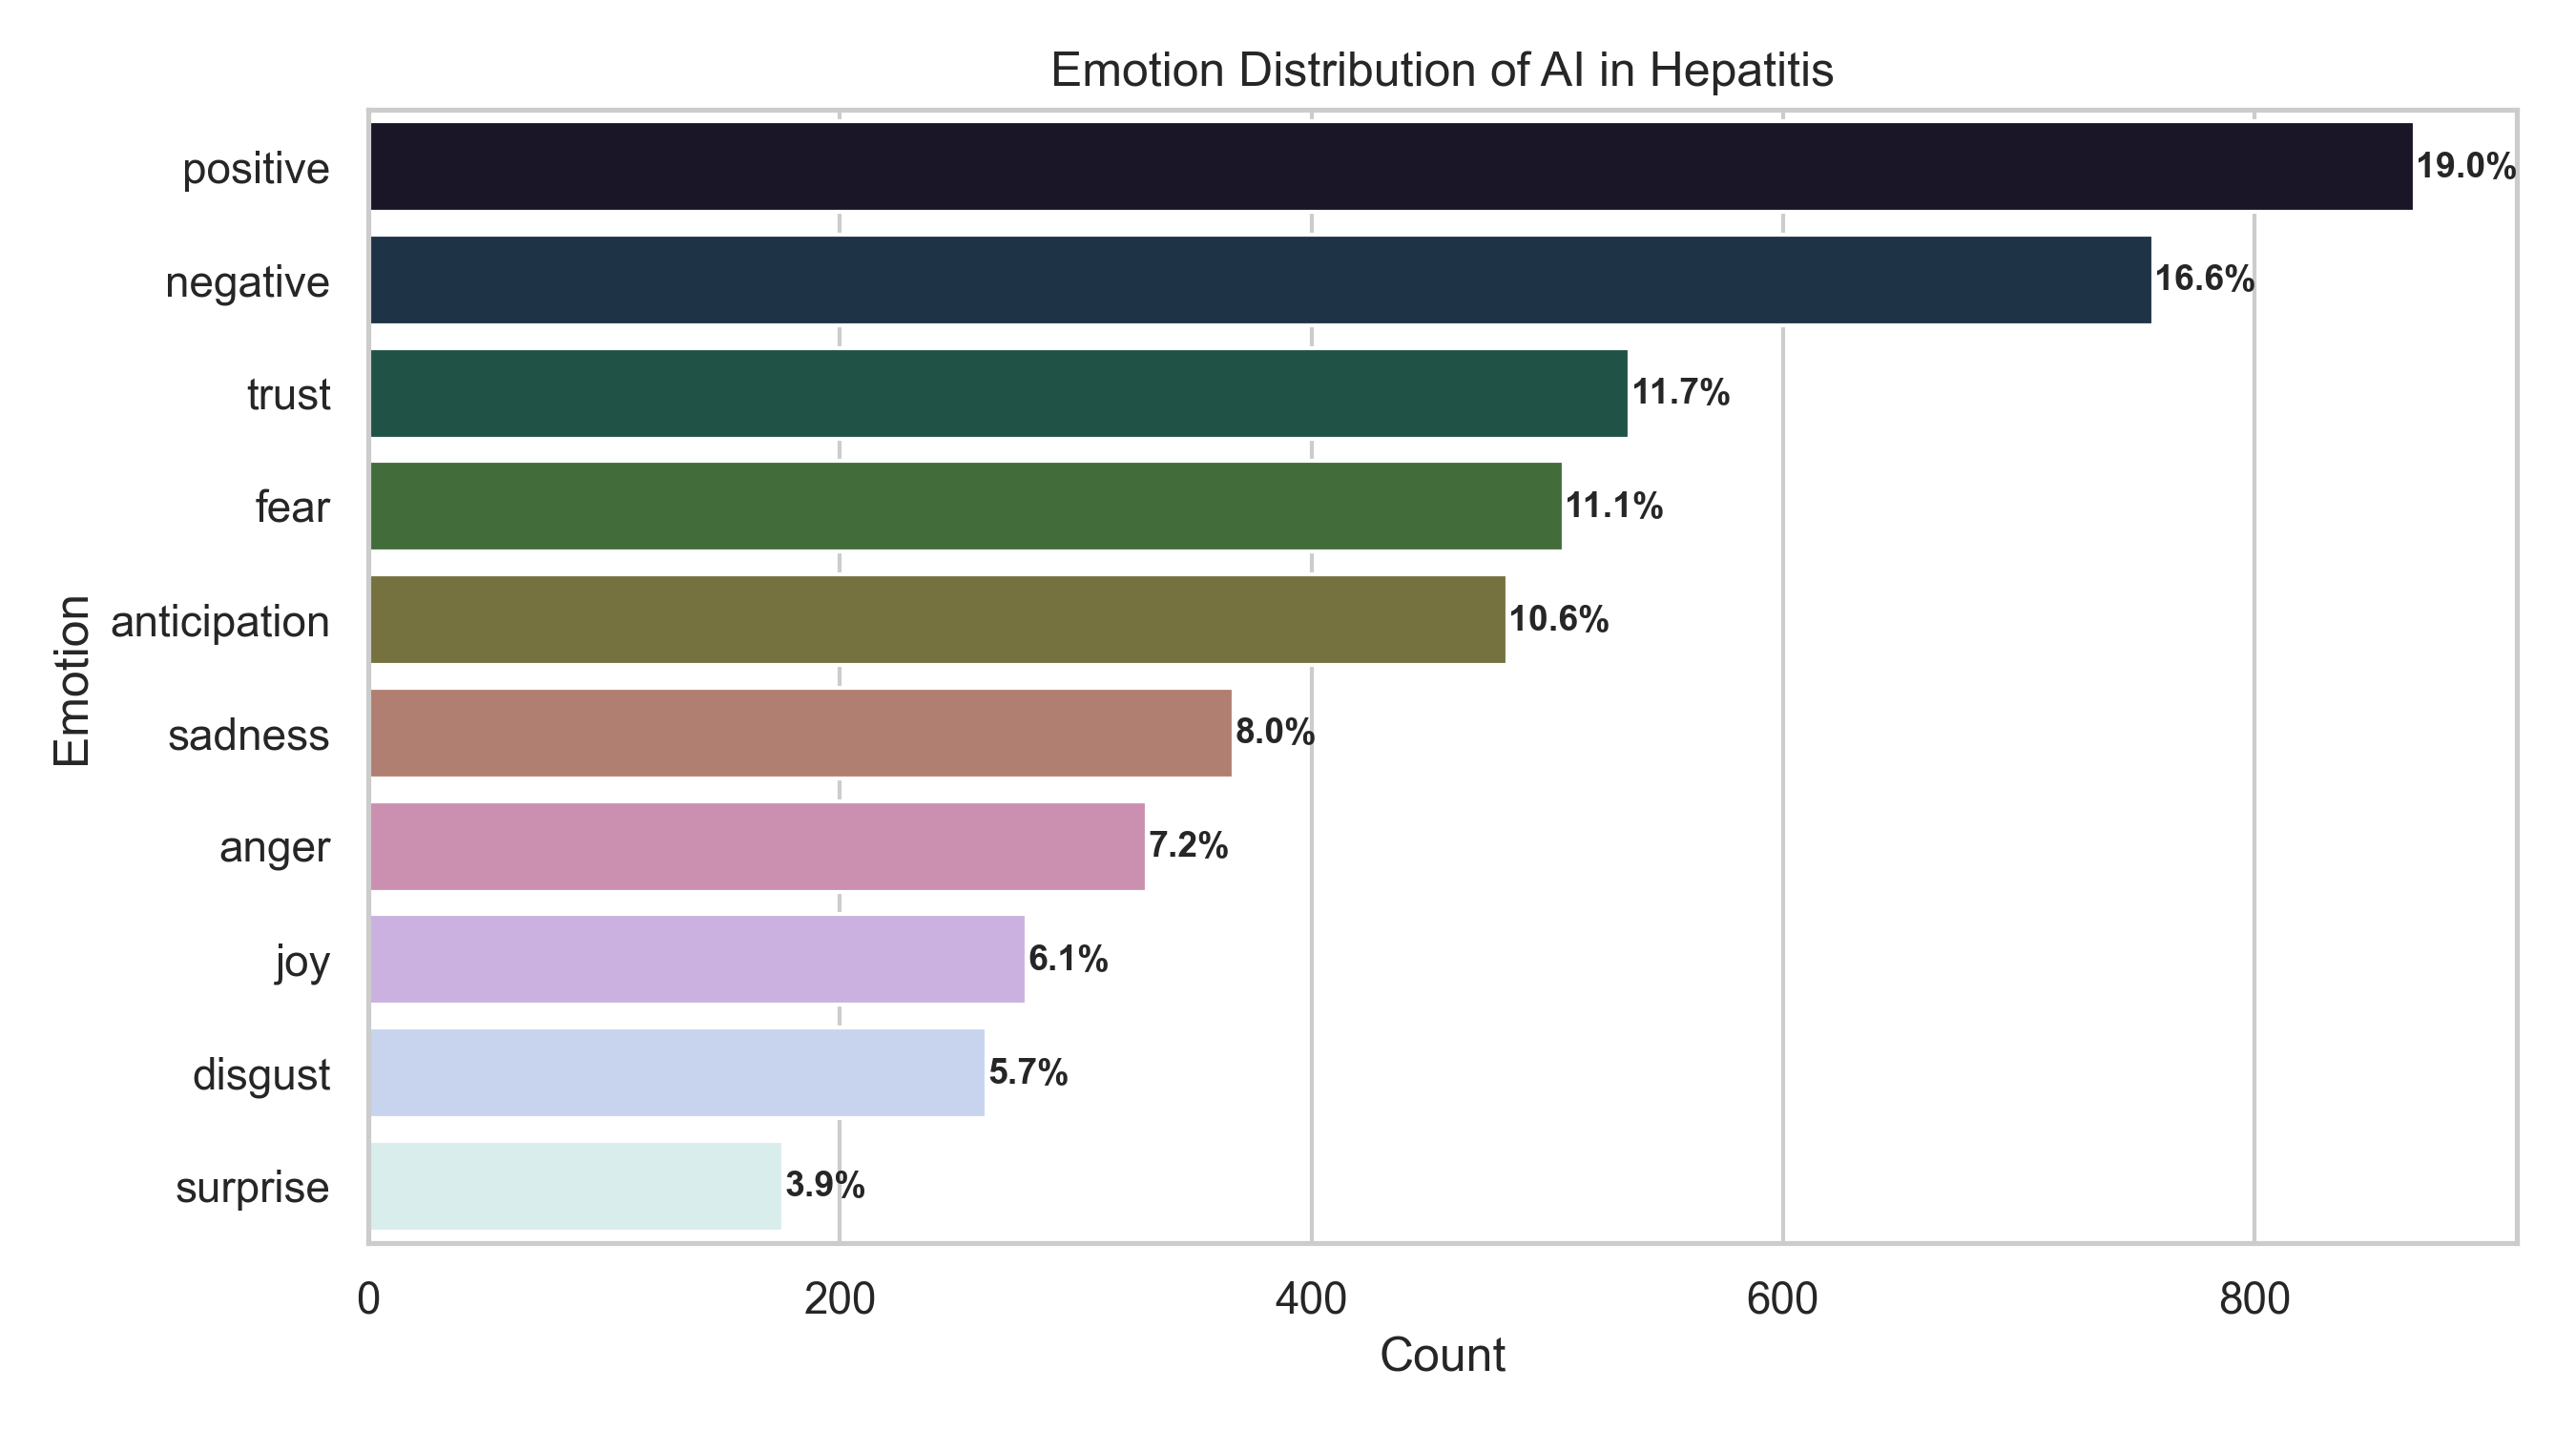 Emotion Distribution of AI in Hepatitis
Emotion
positive
19.0%
negative
16.6%
trust
11.7%
fear
11.1%
anticipation
10.6%
sadness
8.0%
anger
7.2%
joy
6.1%
disgust
5.7%
surprise
3.9%
0 200 400 600 800
Count